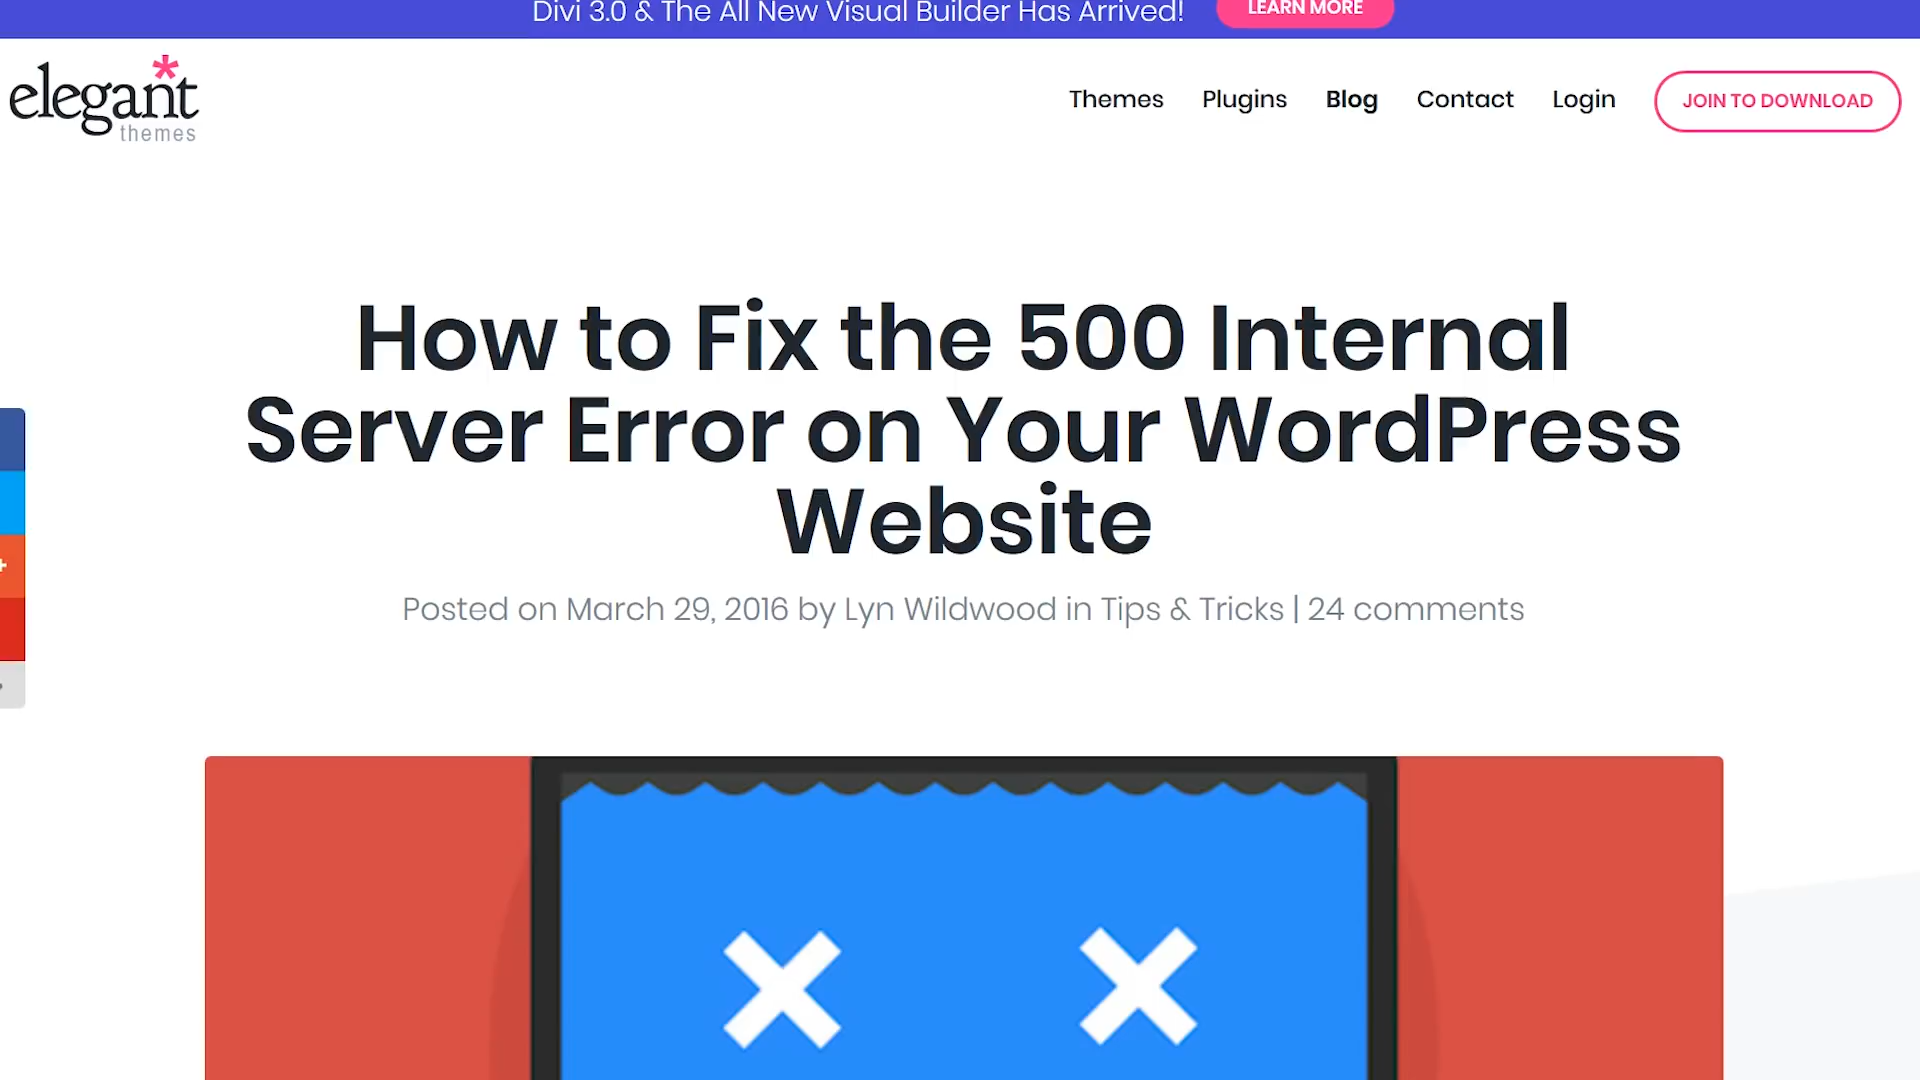 Divi 3.0 & The All New Visual Builder Has Arrived! LEARN MORE
elegant
themes
Themes Plugins Blog Contact Login JOIN TO DOWNLOAD
How to Fix the 500 Internal
Server Error on Your WordPress
Website
Posted on March 29, 2016 by Lyn Wildwood in Tips & Tricks | 24 comments